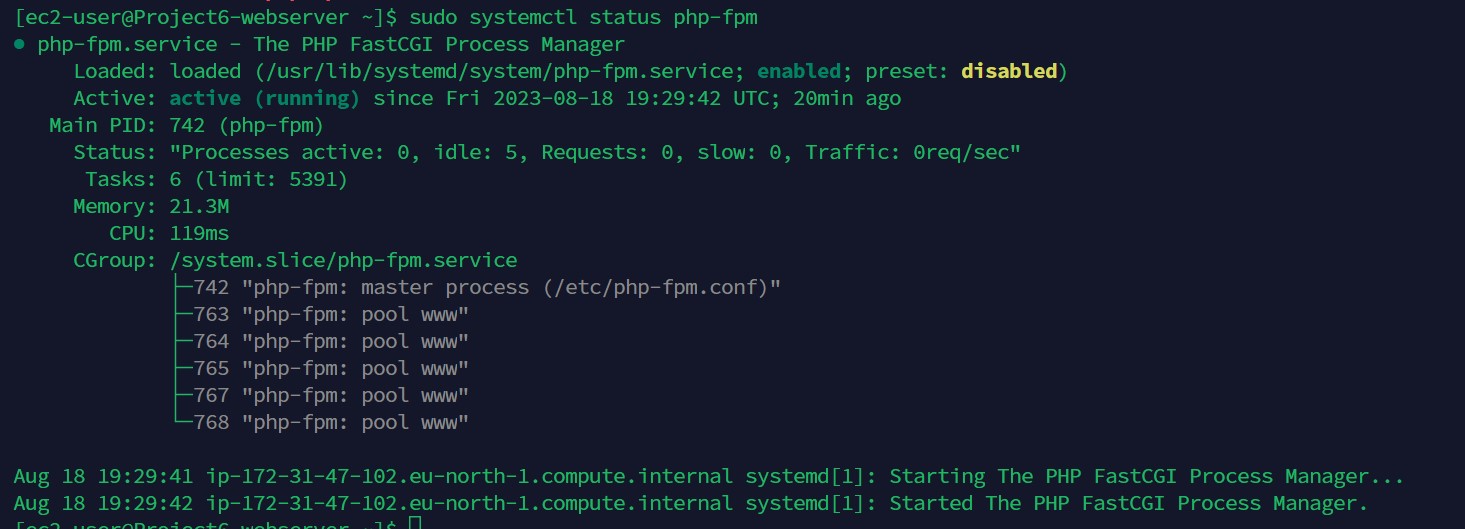 [ec2-user@Project6-webserver ~]$ sudo systemctl status php-fpm
● php-fpm.service - The PHP FastCGI Process Manager
     Loaded: loaded (/usr/lib/systemd/system/php-fpm.service; enabled; preset: disabled)
     Active: active (running) since Fri 2023-08-18 19:29:42 UTC; 20min ago
   Main PID: 742 (php-fpm)
     Status: "Processes active: 0, idle: 5, Requests: 0, slow: 0, Traffic: 0req/sec"
      Tasks: 6 (limit: 5391)
     Memory: 21.3M
        CPU: 119ms
     CGroup: /system.slice/php-fpm.service
             ├─742 "php-fpm: master process (/etc/php-fpm.conf)"
             ├─763 "php-fpm: pool www"
             ├─764 "php-fpm: pool www"
             ├─765 "php-fpm: pool www"
             ├─767 "php-fpm: pool www"
             └─768 "php-fpm: pool www"
Aug 18 19:29:41 ip-172-31-47-102.eu-north-1.compute.internal systemd[1]: Starting The PHP FastCGI Process Manager...
Aug 18 19:29:42 ip-172-31-47-102.eu-north-1.compute.internal systemd[1]: Started The PHP FastCGI Process Manager.
[ec2-user@Project6-webserver ~]$